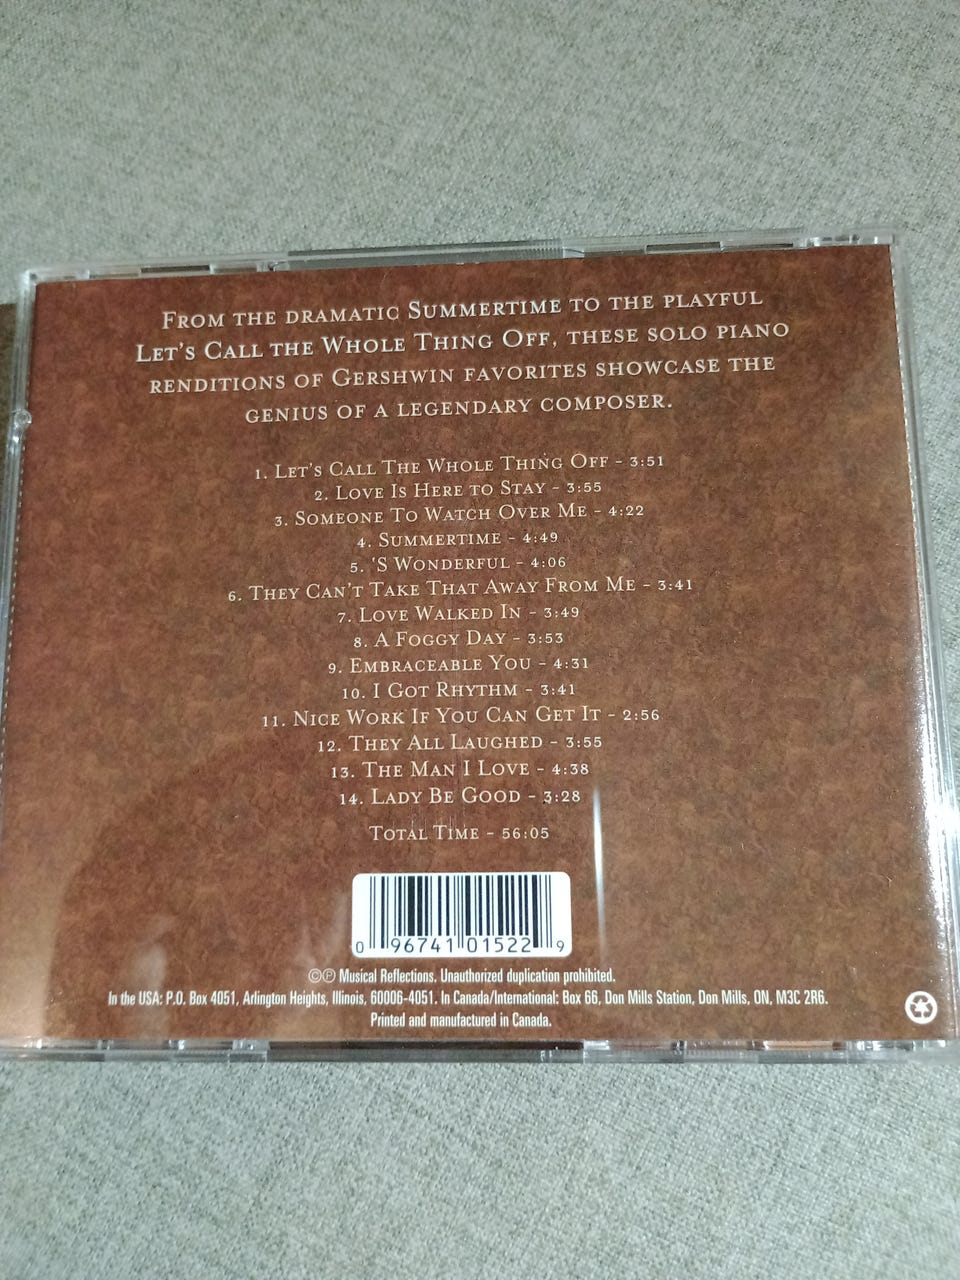 From the dramatic Summertime to the playful
Let's Call the Whole Thing Off, these solo piano
renditions of Gershwin favorites showcase the
genius of a legendary composer.
1. Let's Call The Whole Thing Off - 3:51
2. Love Is Here to Stay - 3:55
3. Someone To Watch Over Me - 4:22
4. Summertime - 4:49
5. 'S Wonderful - 4:06
6. They Can't Take That Away From Me - 3:41
7. Love Walked In - 3:49
8. A Foggy Day - 3:53
9. Embraceable You - 4:31
10. I Got Rhythm - 3:41
11. Nice Work If You Can Get It - 2:56
12. They All Laughed - 3:55
13. The Man I Love - 4:38
14. Lady Be Good - 3:28
Total Time - 56:05
0 96741 01522 9
©℗ Musical Reflections. Unauthorized duplication prohibited.
In the USA: P.O. Box 4051, Arlington Heights, Illinois, 60006-4051. In Canada/International: Box 66, Don Mills Station, Don Mills, ON, M3C 2R6.
Printed and manufactured in Canada.